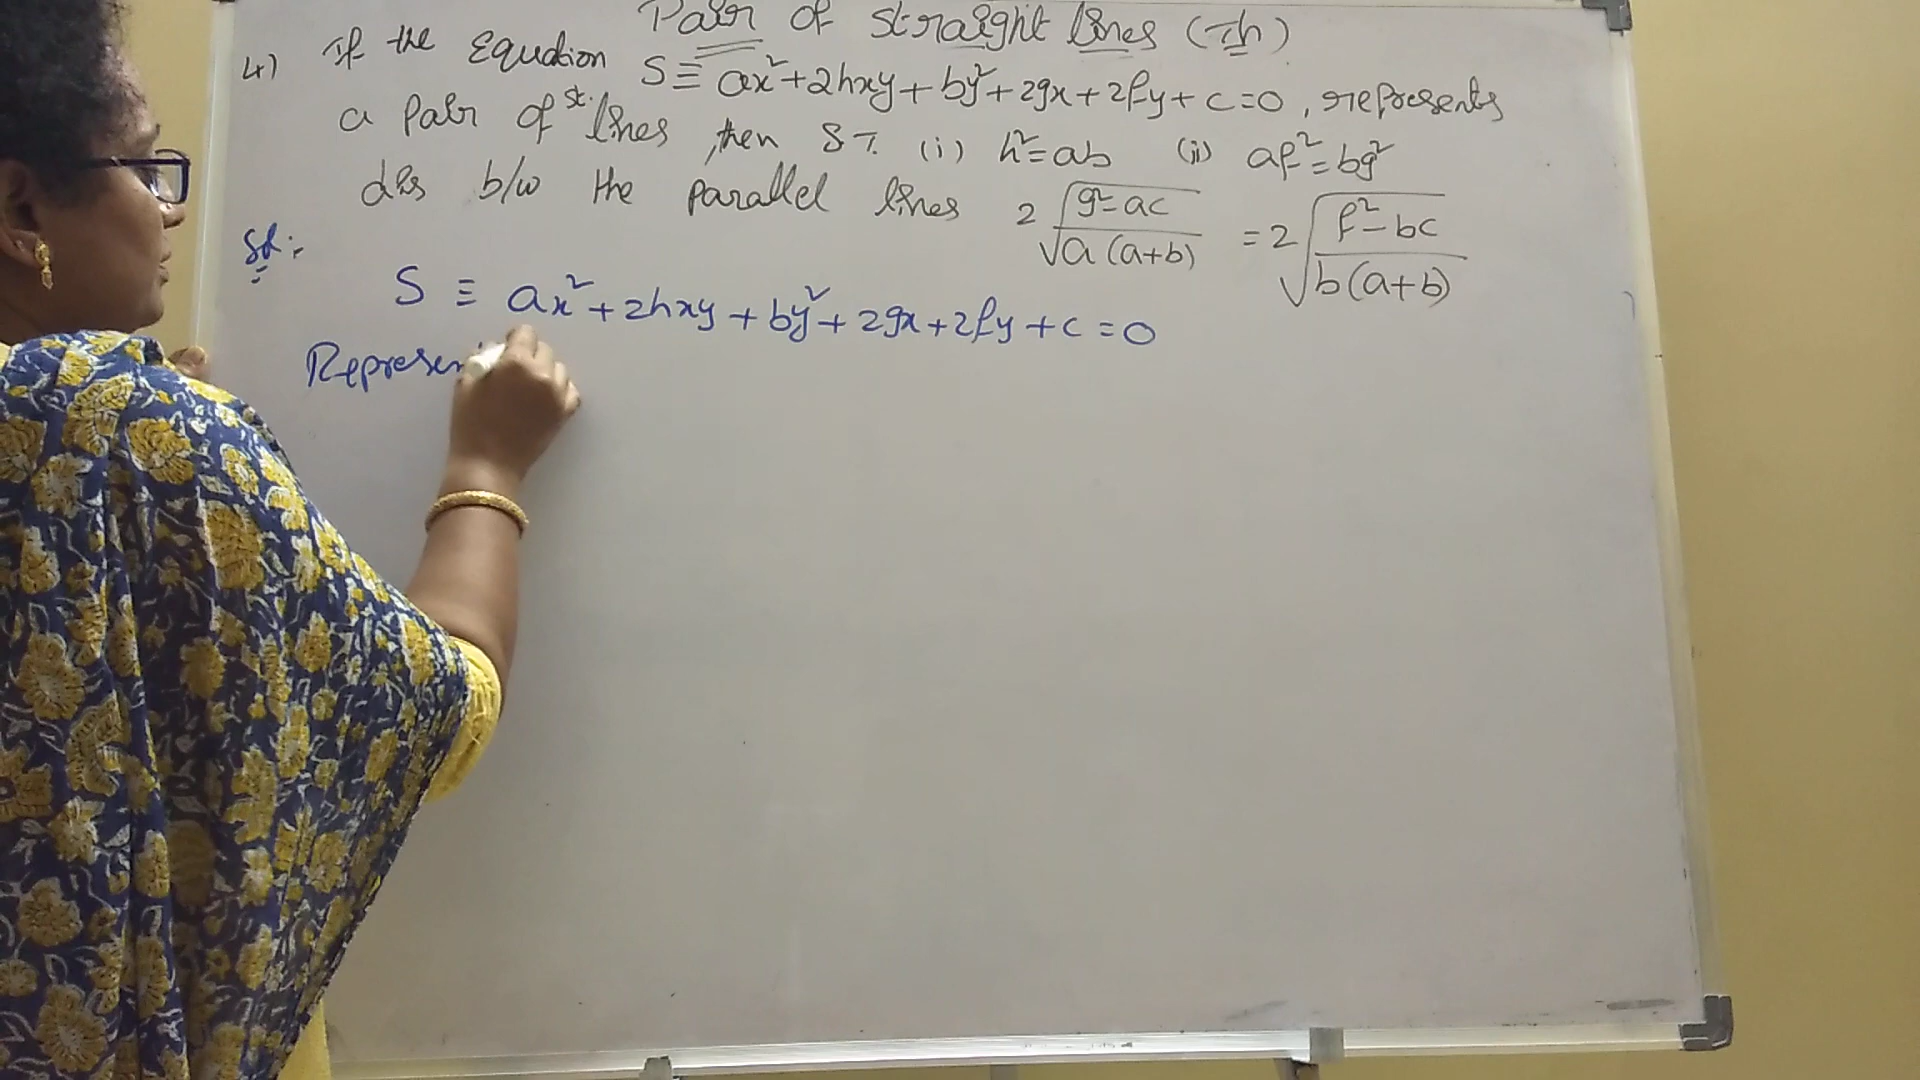 Pair of Straight lines (Th)
4) If the Equation S ≡ ax²+2hxy+by²+2gx+2fy+c=0, represents
a Pair of st. lines, then S.T. (i) h²=ab (ii) af²=bg²
dis b/w the parallel lines 2√(g²-ac)/(a(a+b)) = 2√(f²-bc)/(b(a+b))
Sol:-
S ≡ ax²+2hxy+by²+2gx+2fy+c=0
Represen